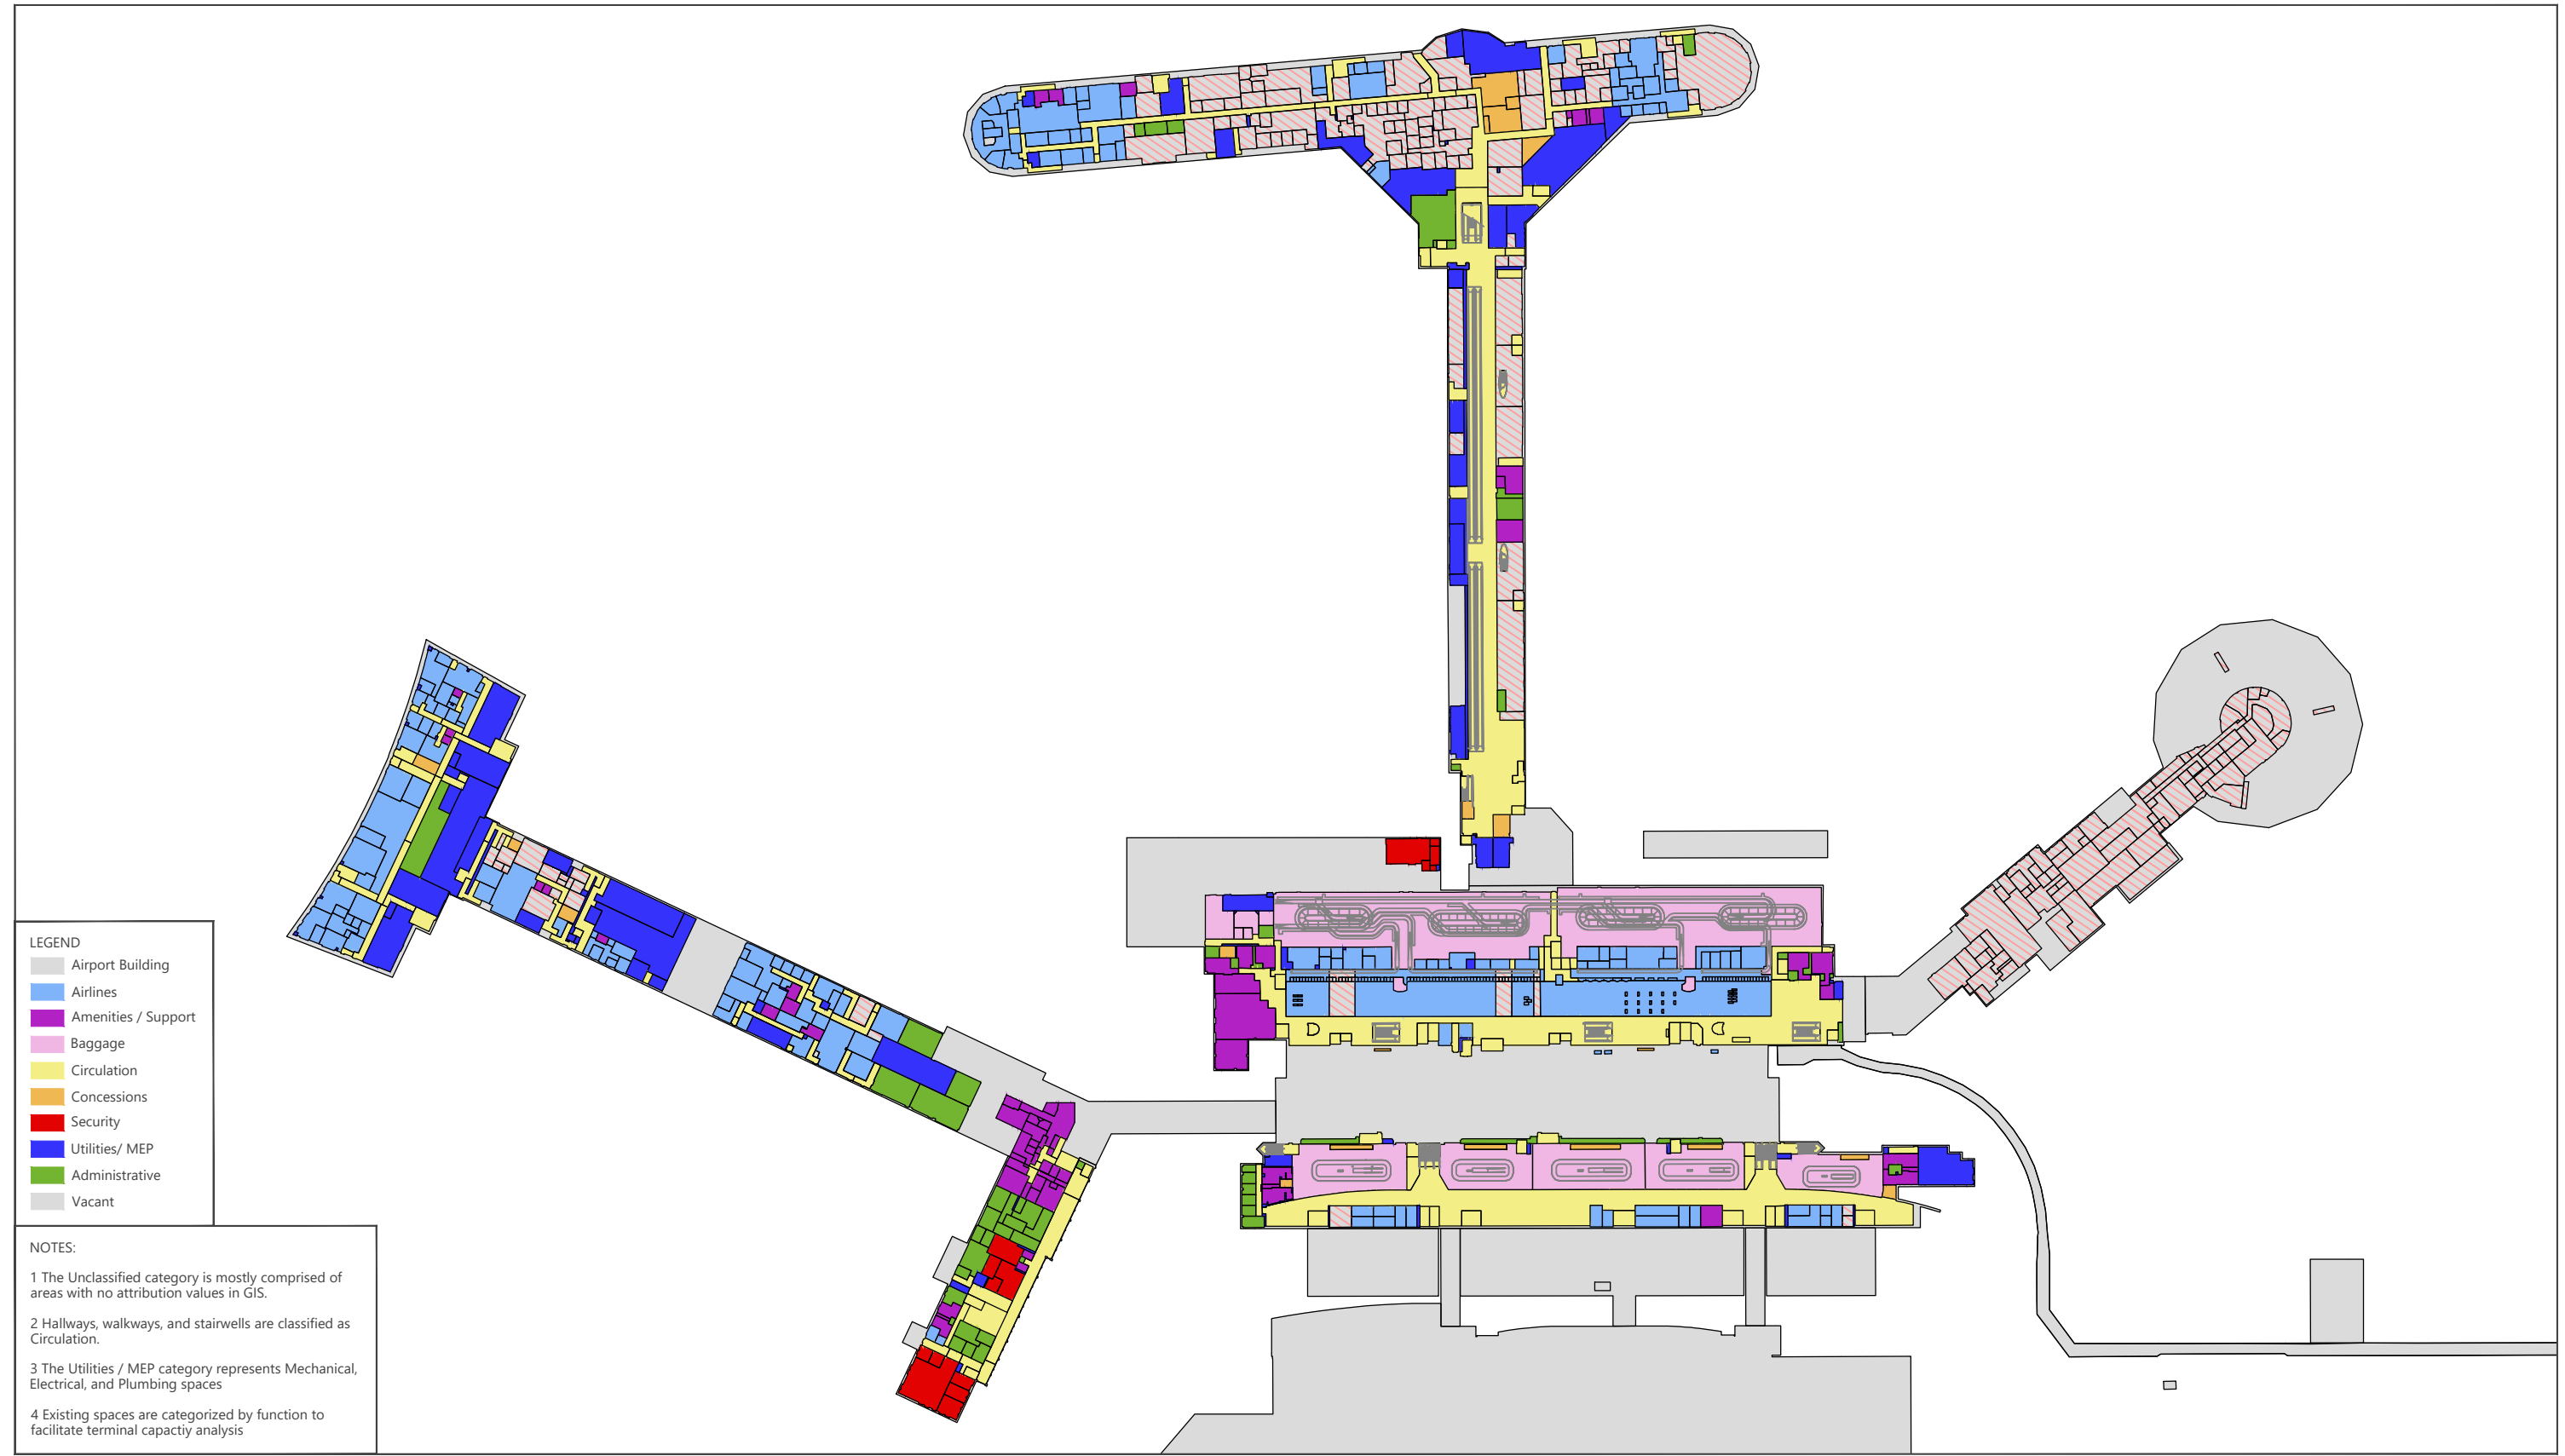 LEGEND
Airport Building
Airlines
Amenities / Support
Baggage
Circulation
Concessions
Security
Utilities/ MEP
Administrative
Vacant
NOTES:
1 The Unclassified category is mostly comprised of
areas with no attribution values in GIS.
2 Hallways, walkways, and stairwells are classified as
Circulation.
3 The Utilities / MEP category represents Mechanical,
Electrical, and Plumbing spaces
4 Existing spaces are categorized by function to
facilitate terminal capactiy analysis